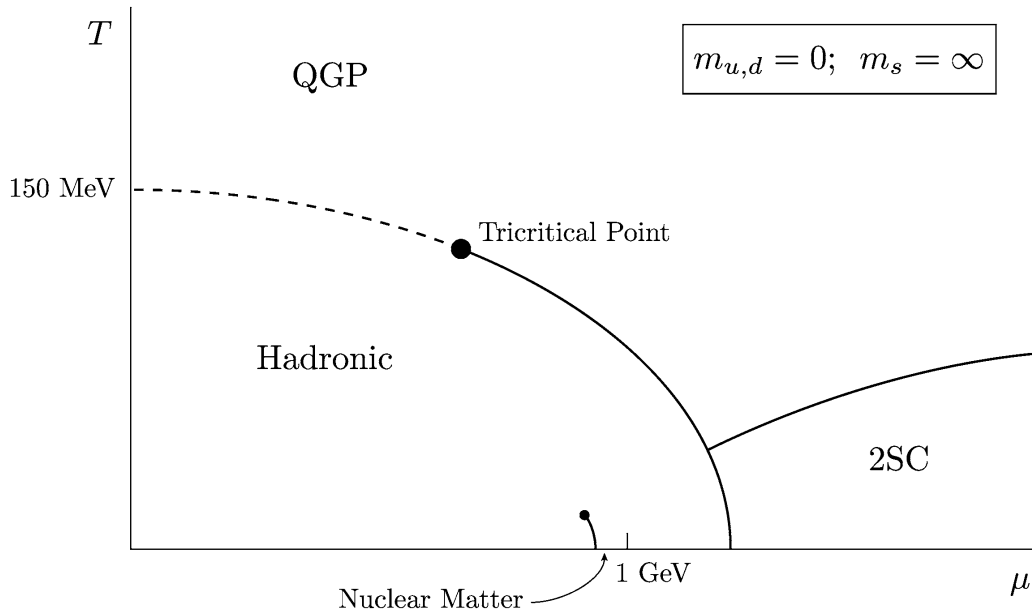 T
QGP
m_{u,d} = 0; m_s = ∞
150 MeV
Tricritical Point
Hadronic
2SC
1 GeV
μ
Nuclear Matter